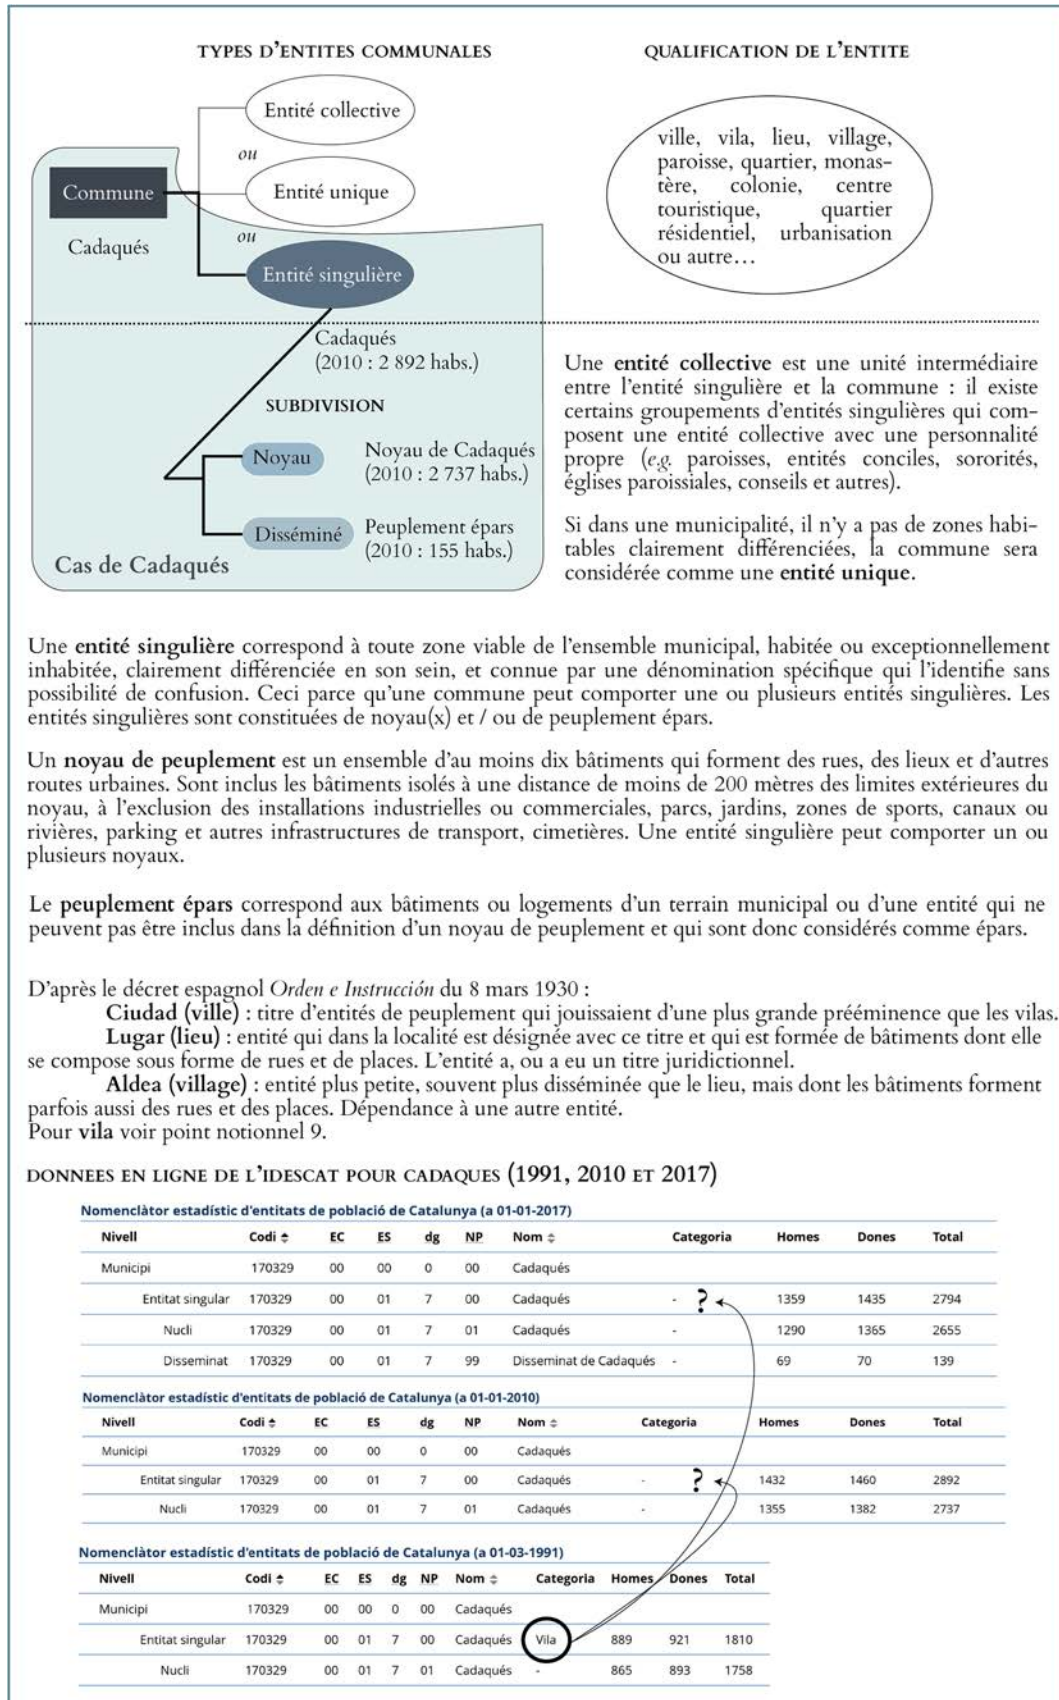 TYPES D'ENTITES COMMUNALES
QUALIFICATION DE L'ENTITE
Entité collective
ou
Commune
Entité unique
Cadaqués
ou
Entité singulière
ville, vila, lieu, village,
paroisse, quartier, monas-
tère, colonie, centre
touristique, quartier
résidentiel, urbanisation
ou autre…
Cadaqués
(2010 : 2 892 habs.)
SUBDIVISION
Noyau
Noyau de Cadaqués
(2010 : 2 737 habs.)
Disséminé
Peuplement épars
(2010 : 155 habs.)
Cas de Cadaqués
Une entité collective est une unité intermédiaire
entre l'entité singulière et la commune : il existe
certains groupements d'entités singulières qui com-
posent une entité collective avec une personnalité
propre (e.g. paroisses, entités conciles, sororités,
églises paroissiales, conseils et autres).
Si dans une municipalité, il n'y a pas de zones habi-
tables clairement différenciées, la commune sera
considérée comme une entité unique.
Une entité singulière correspond à toute zone viable de l'ensemble municipal, habitée ou exceptionnellement
inhabitée, clairement différenciée en son sein, et connue par une dénomination spécifique qui l'identifie sans
possibilité de confusion. Ceci parce qu'une commune peut comporter une ou plusieurs entités singulières. Les
entités singulières sont constituées de noyau(x) et / ou de peuplement épars.
Un noyau de peuplement est un ensemble d'au moins dix bâtiments qui forment des rues, des lieux et d'autres
routes urbaines. Sont inclus les bâtiments isolés à une distance de moins de 200 mètres des limites extérieures du
noyau, à l'exclusion des installations industrielles ou commerciales, parcs, jardins, zones de sports, canaux ou
rivières, parking et autres infrastructures de transport, cimetières. Une entité singulière peut comporter un ou
plusieurs noyaux.
Le peuplement épars correspond aux bâtiments ou logements d'un terrain municipal ou d'une entité qui ne
peuvent pas être inclus dans la définition d'un noyau de peuplement et qui sont donc considérés comme épars.
D'après le décret espagnol Orden e Instrucción du 8 mars 1930 :
Ciudad (ville) : titre d'entités de peuplement qui jouissaient d'une plus grande prééminence que les vilas.
Lugar (lieu) : entité qui dans la localité est désignée avec ce titre et qui est formée de bâtiments dont elle
se compose sous forme de rues et de places. L'entité a, ou a eu un titre juridictionnel.
Aldea (village) : entité plus petite, souvent plus disséminée que le lieu, mais dont les bâtiments forment
parfois aussi des rues et des places. Dépendance à une autre entité.
Pour vila voir point notionnel 9.
DONNEES EN LIGNE DE L'IDESCAT POUR CADAQUES (1991, 2010 ET 2017)
Nomenclàtor estadístic d'entitats de població de Catalunya (a 01-01-2017)
Nivell Codi EC ES dg NP Nom Categoria Homes Dones Total
Municipi 170329 00 00 0 00 Cadaqués
Entitat singular 170329 00 01 7 00 Cadaqués - ? 1359 1435 2794
Nucli 170329 00 01 7 01 Cadaqués - 1290 1365 2655
Disseminat 170329 00 01 7 99 Disseminat de Cadaqués - 69 70 139
Nomenclàtor estadístic d'entitats de població de Catalunya (a 01-01-2010)
Nivell Codi EC ES dg NP Nom Categoria Homes Dones Total
Municipi 170329 00 00 0 00 Cadaqués
Entitat singular 170329 00 01 7 00 Cadaqués - ? 1432 1460 2892
Nucli 170329 00 01 7 01 Cadaqués - 1355 1382 2737
Nomenclàtor estadístic d'entitats de població de Catalunya (a 01-03-1991)
Nivell Codi EC ES dg NP Nom Categoria Homes Dones Total
Municipi 170329 00 00 0 00 Cadaqués
Entitat singular 170329 00 01 7 00 Cadaqués Vila 889 921 1810
Nucli 170329 00 01 7 01 Cadaqués - 865 893 1758